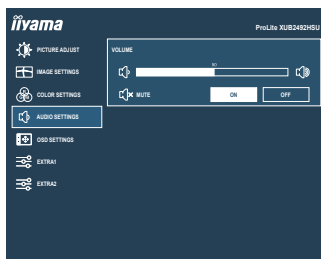 iiyama
ProLite XUB2492HSU
PICTURE ADJUST
IMAGE SETTINGS
COLOR SETTINGS
AUDIO SETTINGS
OSD SETTINGS
EXTRA1
EXTRA2
VOLUME
50
MUTE
ON
OFF